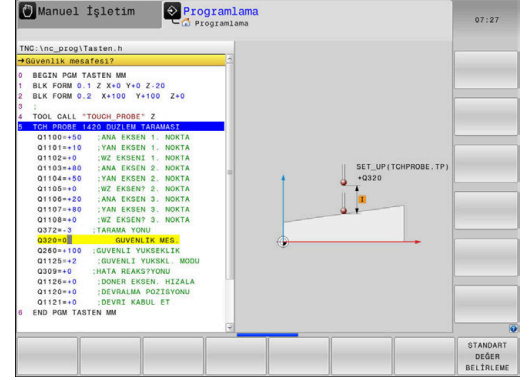 Manuel İşletim
Programlama
Programlama
07:27
TNC:\nc_prog\Tasten.h
→Güvenlik mesafesi?
0 BEGIN PGM TASTEN MM
1 BLK FORM 0.1 Z X+0 Y+0 Z-20
2 BLK FORM 0.2 X+100 Y+100 Z+0
3 ;
4 TOOL CALL "TOUCH_PROBE" Z
5 TCH PROBE 1420 DUZLEM TARAMASI
Q1100=+50 ;ANA EKSEN 1. NOKTA
Q1101=+10 ;YAN EKSEN 1. NOKTA
Q1102=+0 ;WZ EKSENI 1. NOKTA
Q1103=+80 ;ANA EKSEN 2. NOKTA
Q1104=+50 ;YAN EKSEN 2. NOKTA
Q1105=+0 ;WZ EKSEN? 2. NOKTA
Q1106=+20 ;ANA EKSEN 3. NOKTA
Q1107=+80 ;YAN EKSEN 3. NOKTA
Q1108=+0 ;WZ EKSEN? 3. NOKTA
Q372=-3 ;TARAMA YONU
Q320=0 GUVENLIK MES.
Q260=+100 ;GUVENLI YUKSEKLIK
Q1125=+2 ;GUVENLI YUKSKL. MODU
Q309=+0 ;HATA REAKS?YONU
Q1126=+0 ;DONER EKSEN. HIZALA
Q1120=+0 ;DEVRALMA POZISYONU
Q1121=+0 ;DEVRI KABUL ET
6 END PGM TASTEN MM
SET_UP(TCHPROBE.TP)
+Q320
I
STANDART
DEĞER
BELİRLEME